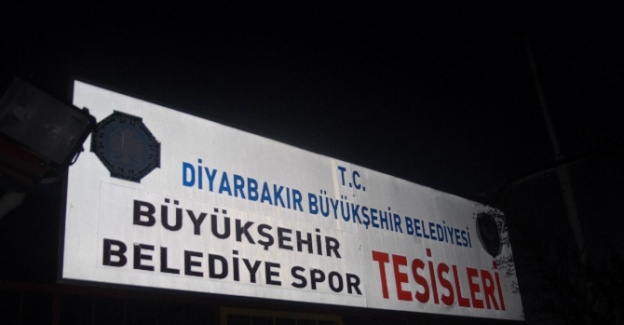 T.C.
DİYARBAKIR BÜYÜKŞEHİR BELEDİYESİ
BÜYÜKŞEHİR
BELEDİYE SPOR TESİSLERİ